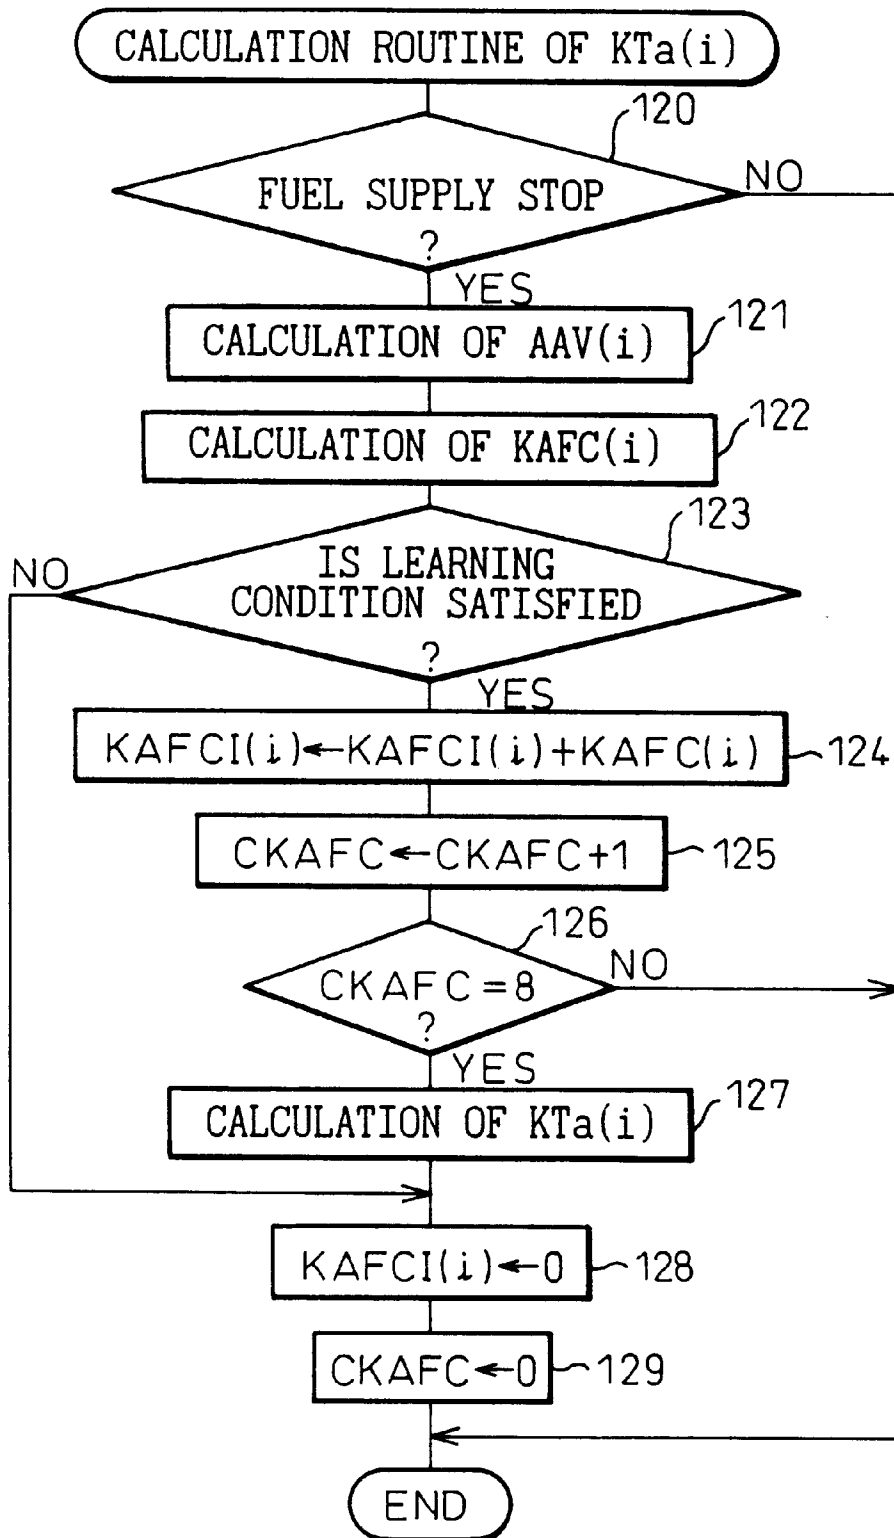 CALCULATION ROUTINE OF KTa(i)
120
FUEL SUPPLY STOP
?
NO
YES
CALCULATION OF AAV(i)
121
CALCULATION OF KAFC(i)
122
123
NO
IS LEARNING
CONDITION SATISFIED
?
YES
KAFCI(i)←KAFCI(i)+KAFC(i)
124
CKAFC←CKAFC+1
125
126
CKAFC=8
?
NO
YES
CALCULATION OF KTa(i)
127
KAFCI(i)←0
128
CKAFC←0
129
END